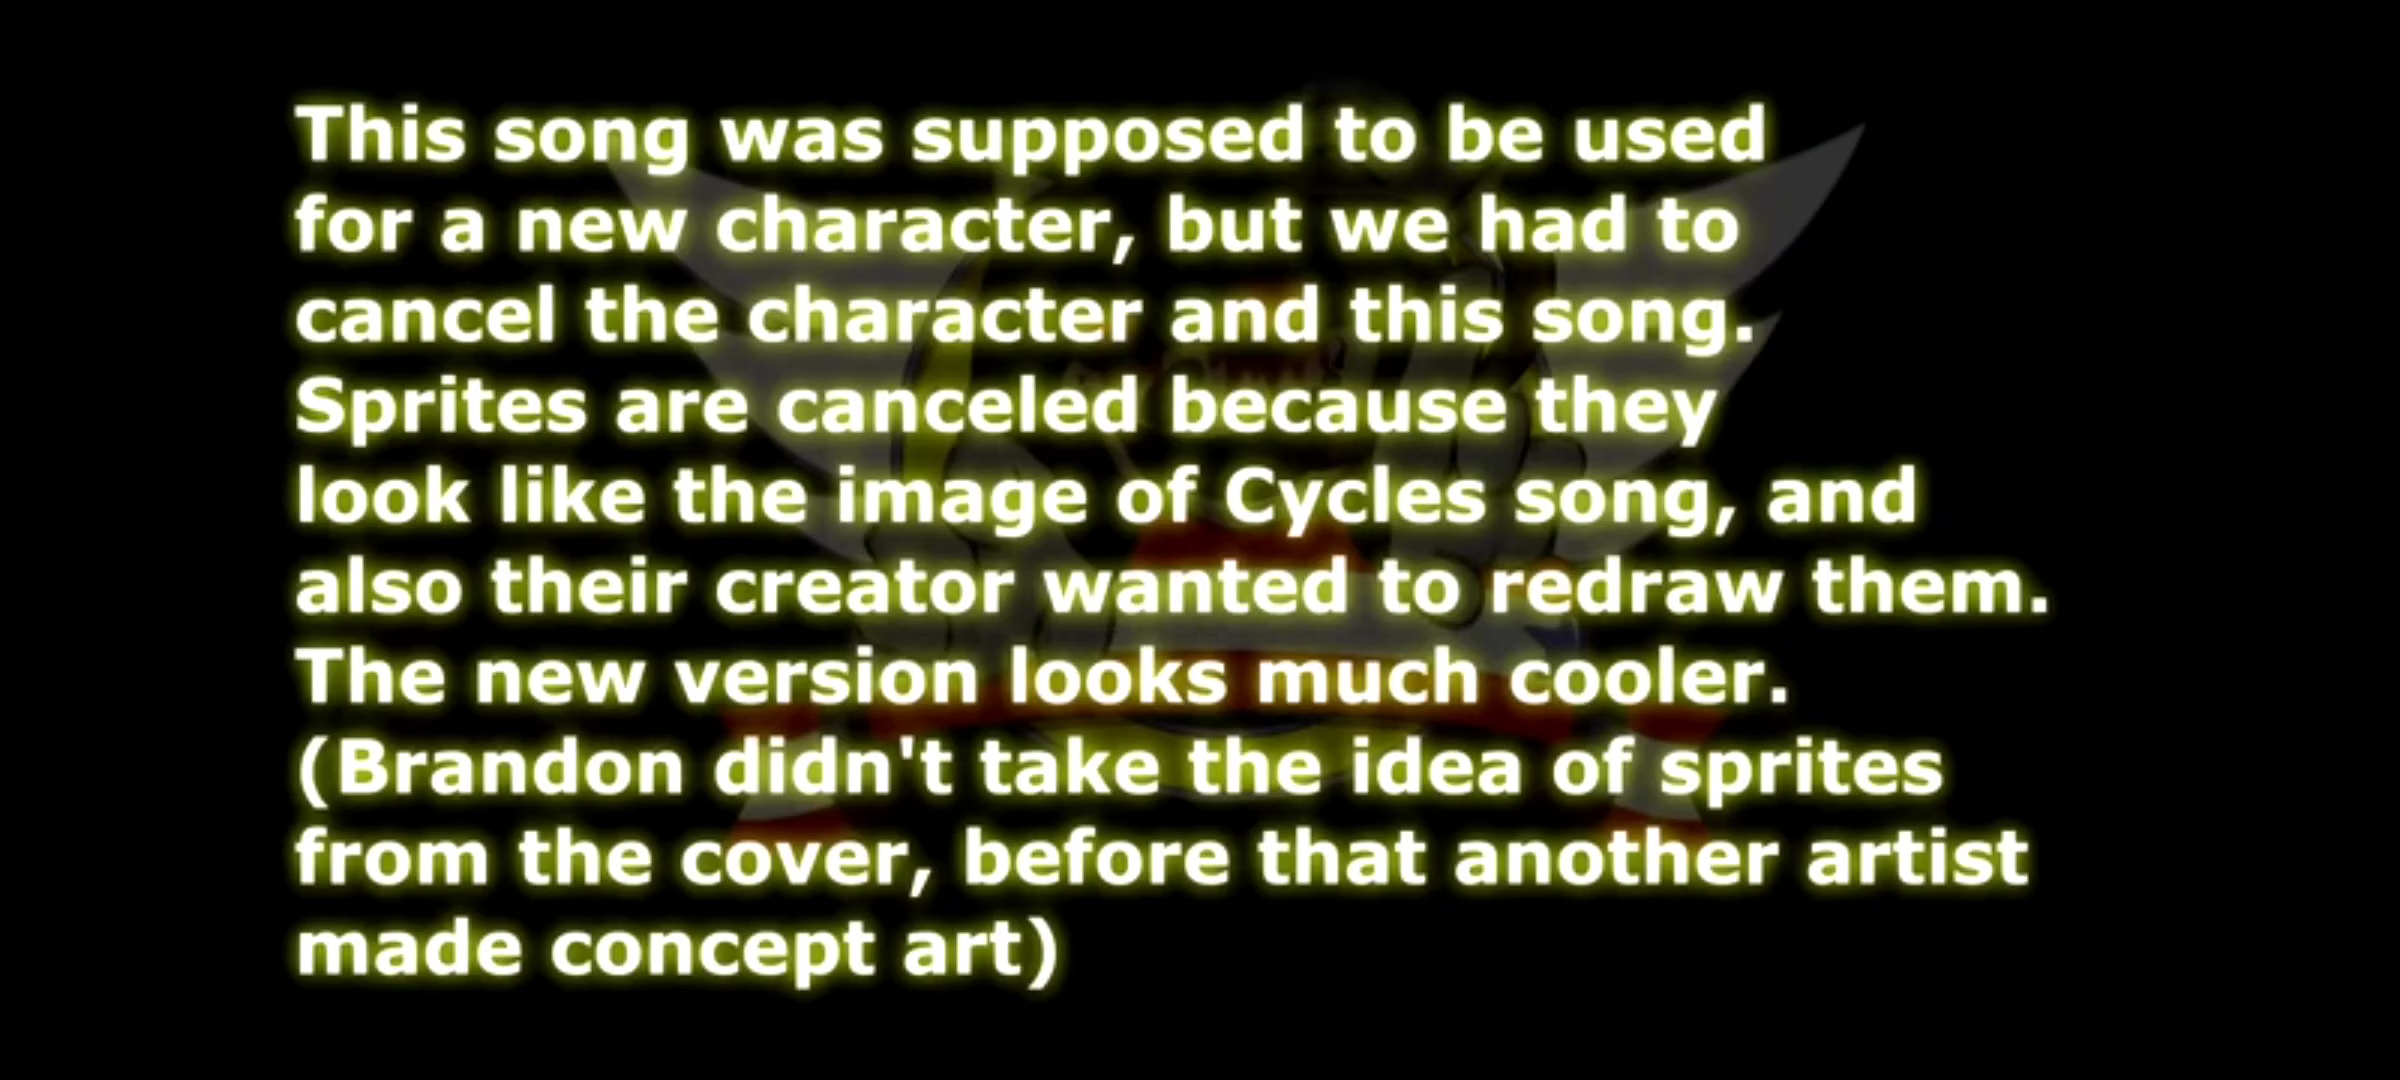 This song was supposed to be used
for a new character, but we had to
cancel the character and this song.
Sprites are canceled because they
look like the image of Cycles song, and
also their creator wanted to redraw them.
The new version looks much cooler.
(Brandon didn't take the idea of sprites
from the cover, before that another artist
made concept art)